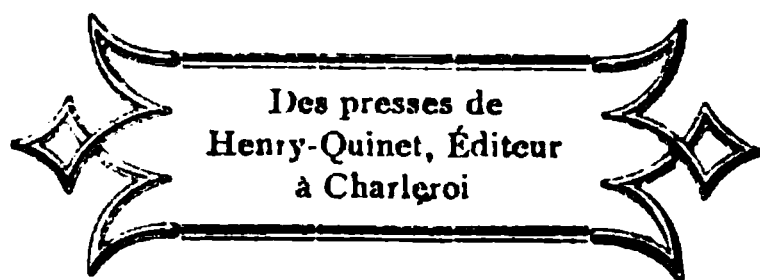 Des presses de
Henry-Quinet, Éditeur
à Charleroi